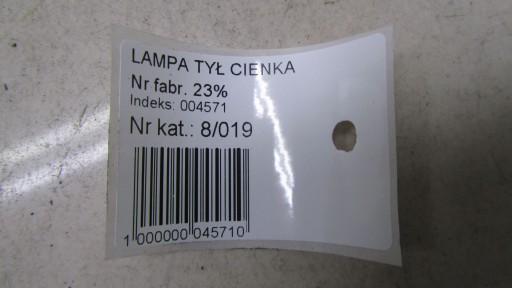 LAMPA TYŁ CIENKA
Nr fabr. 23%
Indeks: 004571
Nr kat.: 8/019
1 000000 045710